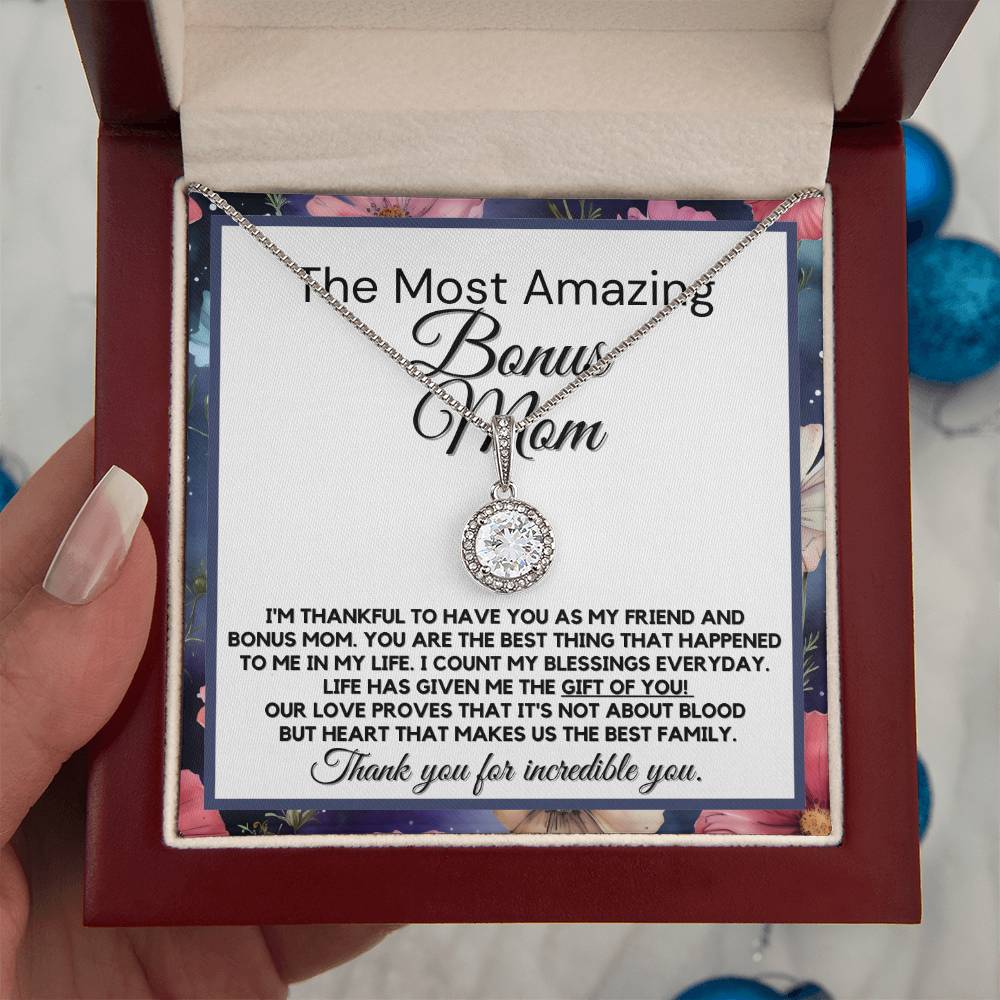 The Most Amazing
Bonus
Mom
I'M THANKFUL TO HAVE YOU AS MY FRIEND AND
BONUS MOM. YOU ARE THE BEST THING THAT HAPPENED
TO ME IN MY LIFE. I COUNT MY BLESSINGS EVERYDAY.
LIFE HAS GIVEN ME THE GIFT OF YOU!
OUR LOVE PROVES THAT IT'S NOT ABOUT BLOOD
BUT HEART THAT MAKES US THE BEST FAMILY.
Thank you for incredible you.